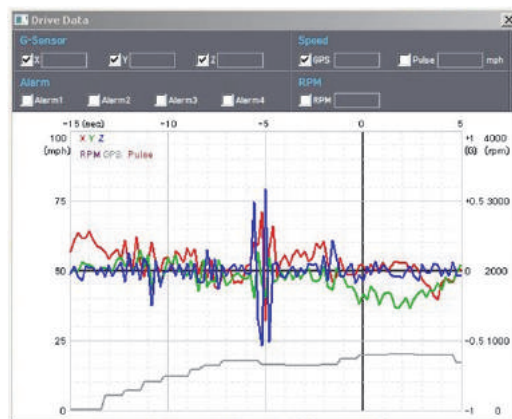 Drive Data
G-Sensor Speed
X Y Z GPS Pulse mph
Alarm RPM
Alarm1 Alarm2 Alarm3 Alarm4 RPM
-15 (sec) -10 -5 0 5
100 X Y Z +1 4000
(mph) (G) (rpm)
RPM GPS Pulse
75 +0.5 3000
50 0 2000
25 -0.5 1000
0 -1 0